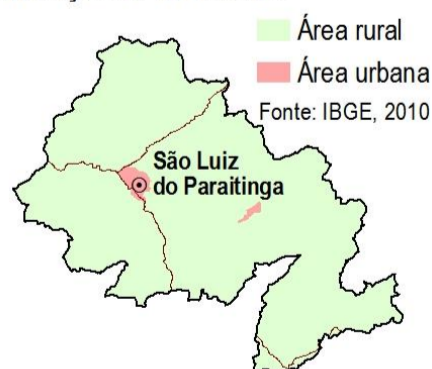 Área rural
Área urbana
Fonte: IBGE, 2010
São Luiz
do Paraitinga